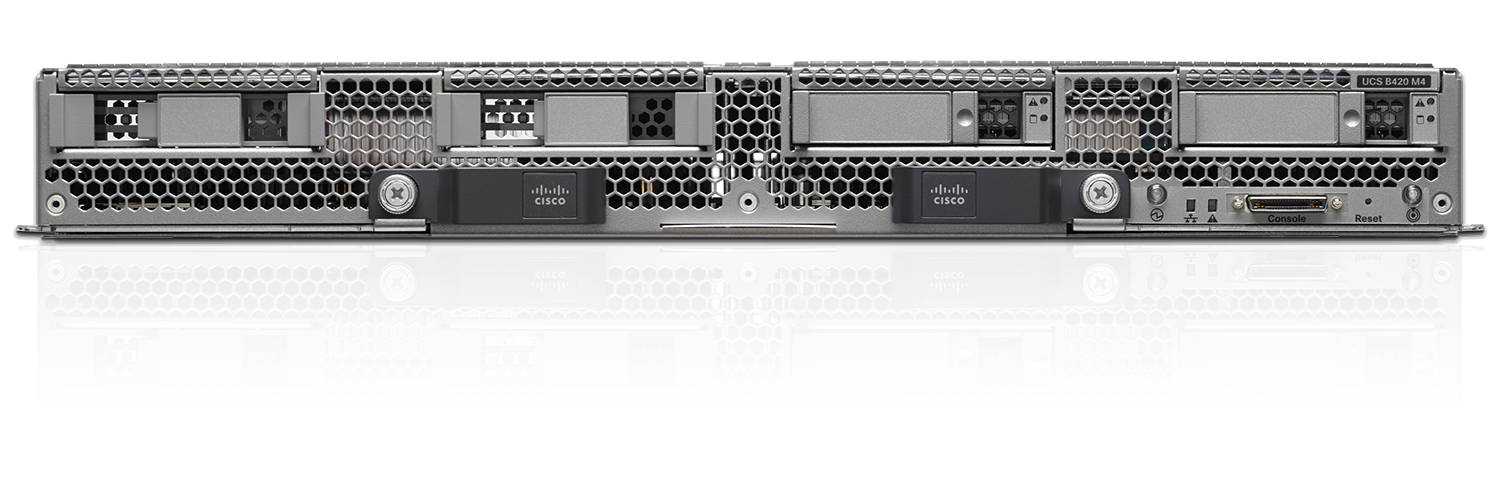 UCS B420 M4
CISCO
CISCO
Console
Reset